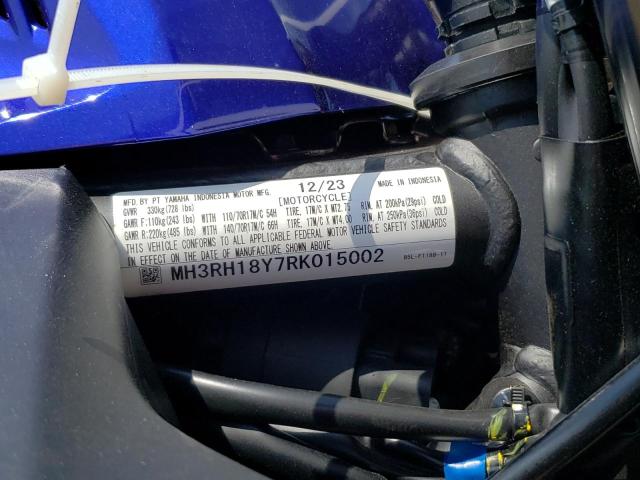 12/23
MFD. BY PT YAMAHA INDONESIA MOTOR MFG. [MOTORCYCLE] MADE IN INDONESIA
GVWR 330kg(728 lbs)
GAWR F:110kg(243 lbs) WITH 110/70R17M/C 54H TIRE, 17M/C X MT2.75 RIM, AT 200kPa(29psi) COLD
GAWR R:220kg(485 lbs) WITH 140/70R17M/C 66H TIRE, 17M/C X MT4.00 RIM, AT 250kPa(36psi) COLD
THIS VEHICLE CONFORMS TO ALL APPLICABLE FEDERAL MOTOR VEHICLE SAFETY STANDARDS
IN EFFECT ON DATE OF MANUFACTURE SHOWN ABOVE.
MH3RH18Y7RK015002